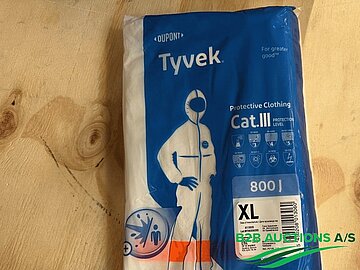 DUPONT
Tyvek
For greater
good™
Protective Clothing
Cat.III PROTECTION
LEVEL
800 J
XL
B2B AUCTIONS A/S